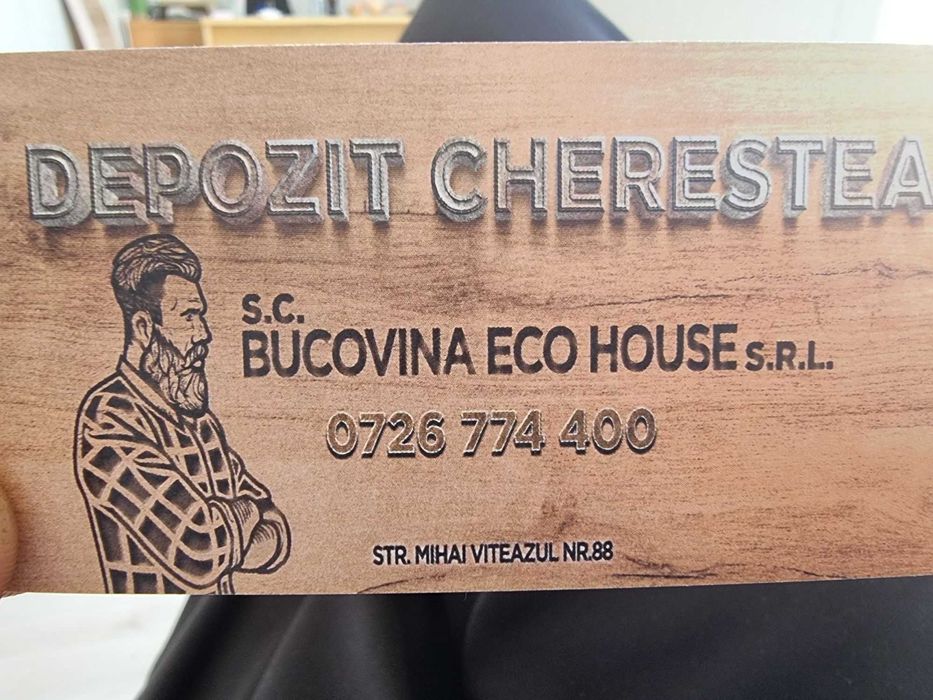 DEPOZIT CHERESTEA
S.C.
BUCOVINA ECO HOUSE S.R.L.
0726 774 400
STR. MIHAI VITEAZUL NR.88